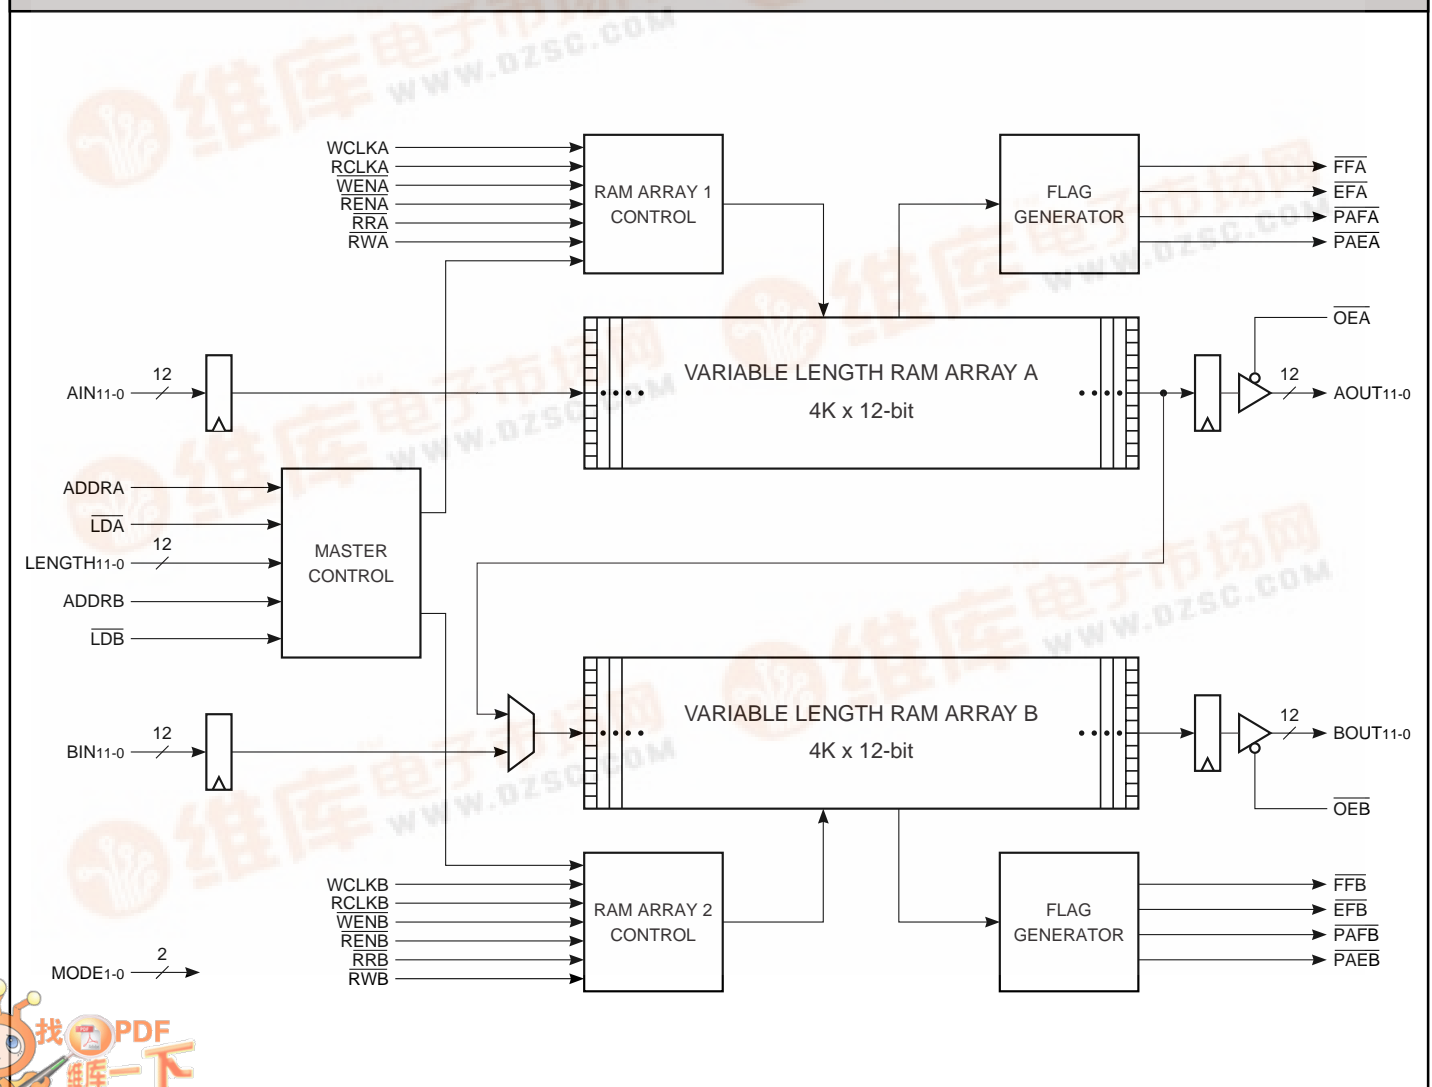 维库电子市场网
WWW.DZSC.COM
WCLKA
RCLKA
WENA
RENA
RRA
RWA
RAM ARRAY 1
CONTROL
FLAG
GENERATOR
FFA
EFA
PAFA
PAEA
OEA
AIN11-0
12
VARIABLE LENGTH RAM ARRAY A
4K x 12-bit
12
AOUT11-0
ADDRA
LDA
12
LENGTH11-0
ADDRB
LDB
MASTER
CONTROL
BIN11-0
12
VARIABLE LENGTH RAM ARRAY B
4K x 12-bit
12
BOUT11-0
OEB
WCLKB
RCLKB
WENB
RENB
RRB
RWB
RAM ARRAY 2
CONTROL
FLAG
GENERATOR
FFB
EFB
PAFB
PAEB
MODE1-0
2
找 PDF
维库一下